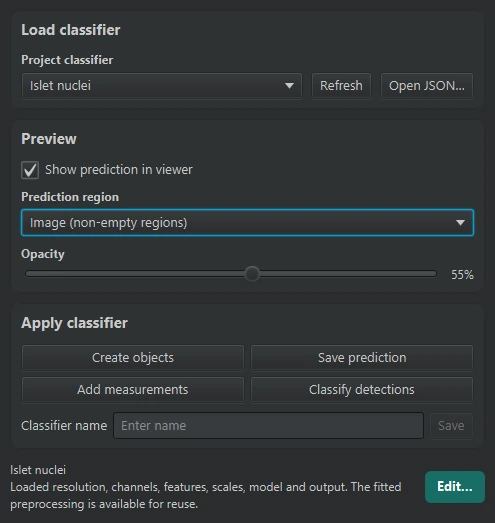 Load classifier
Project classifier
Islet nuclei
Refresh
Open JSON...
Preview
Show prediction in viewer
Prediction region
Image (non-empty regions)
Opacity
55%
Apply classifier
Create objects
Save prediction
Add measurements
Classify detections
Classifier name
Enter name
Save
Islet nuclei
Loaded resolution, channels, features, scales, model and output. The fitted
preprocessing is available for reuse.
Edit...